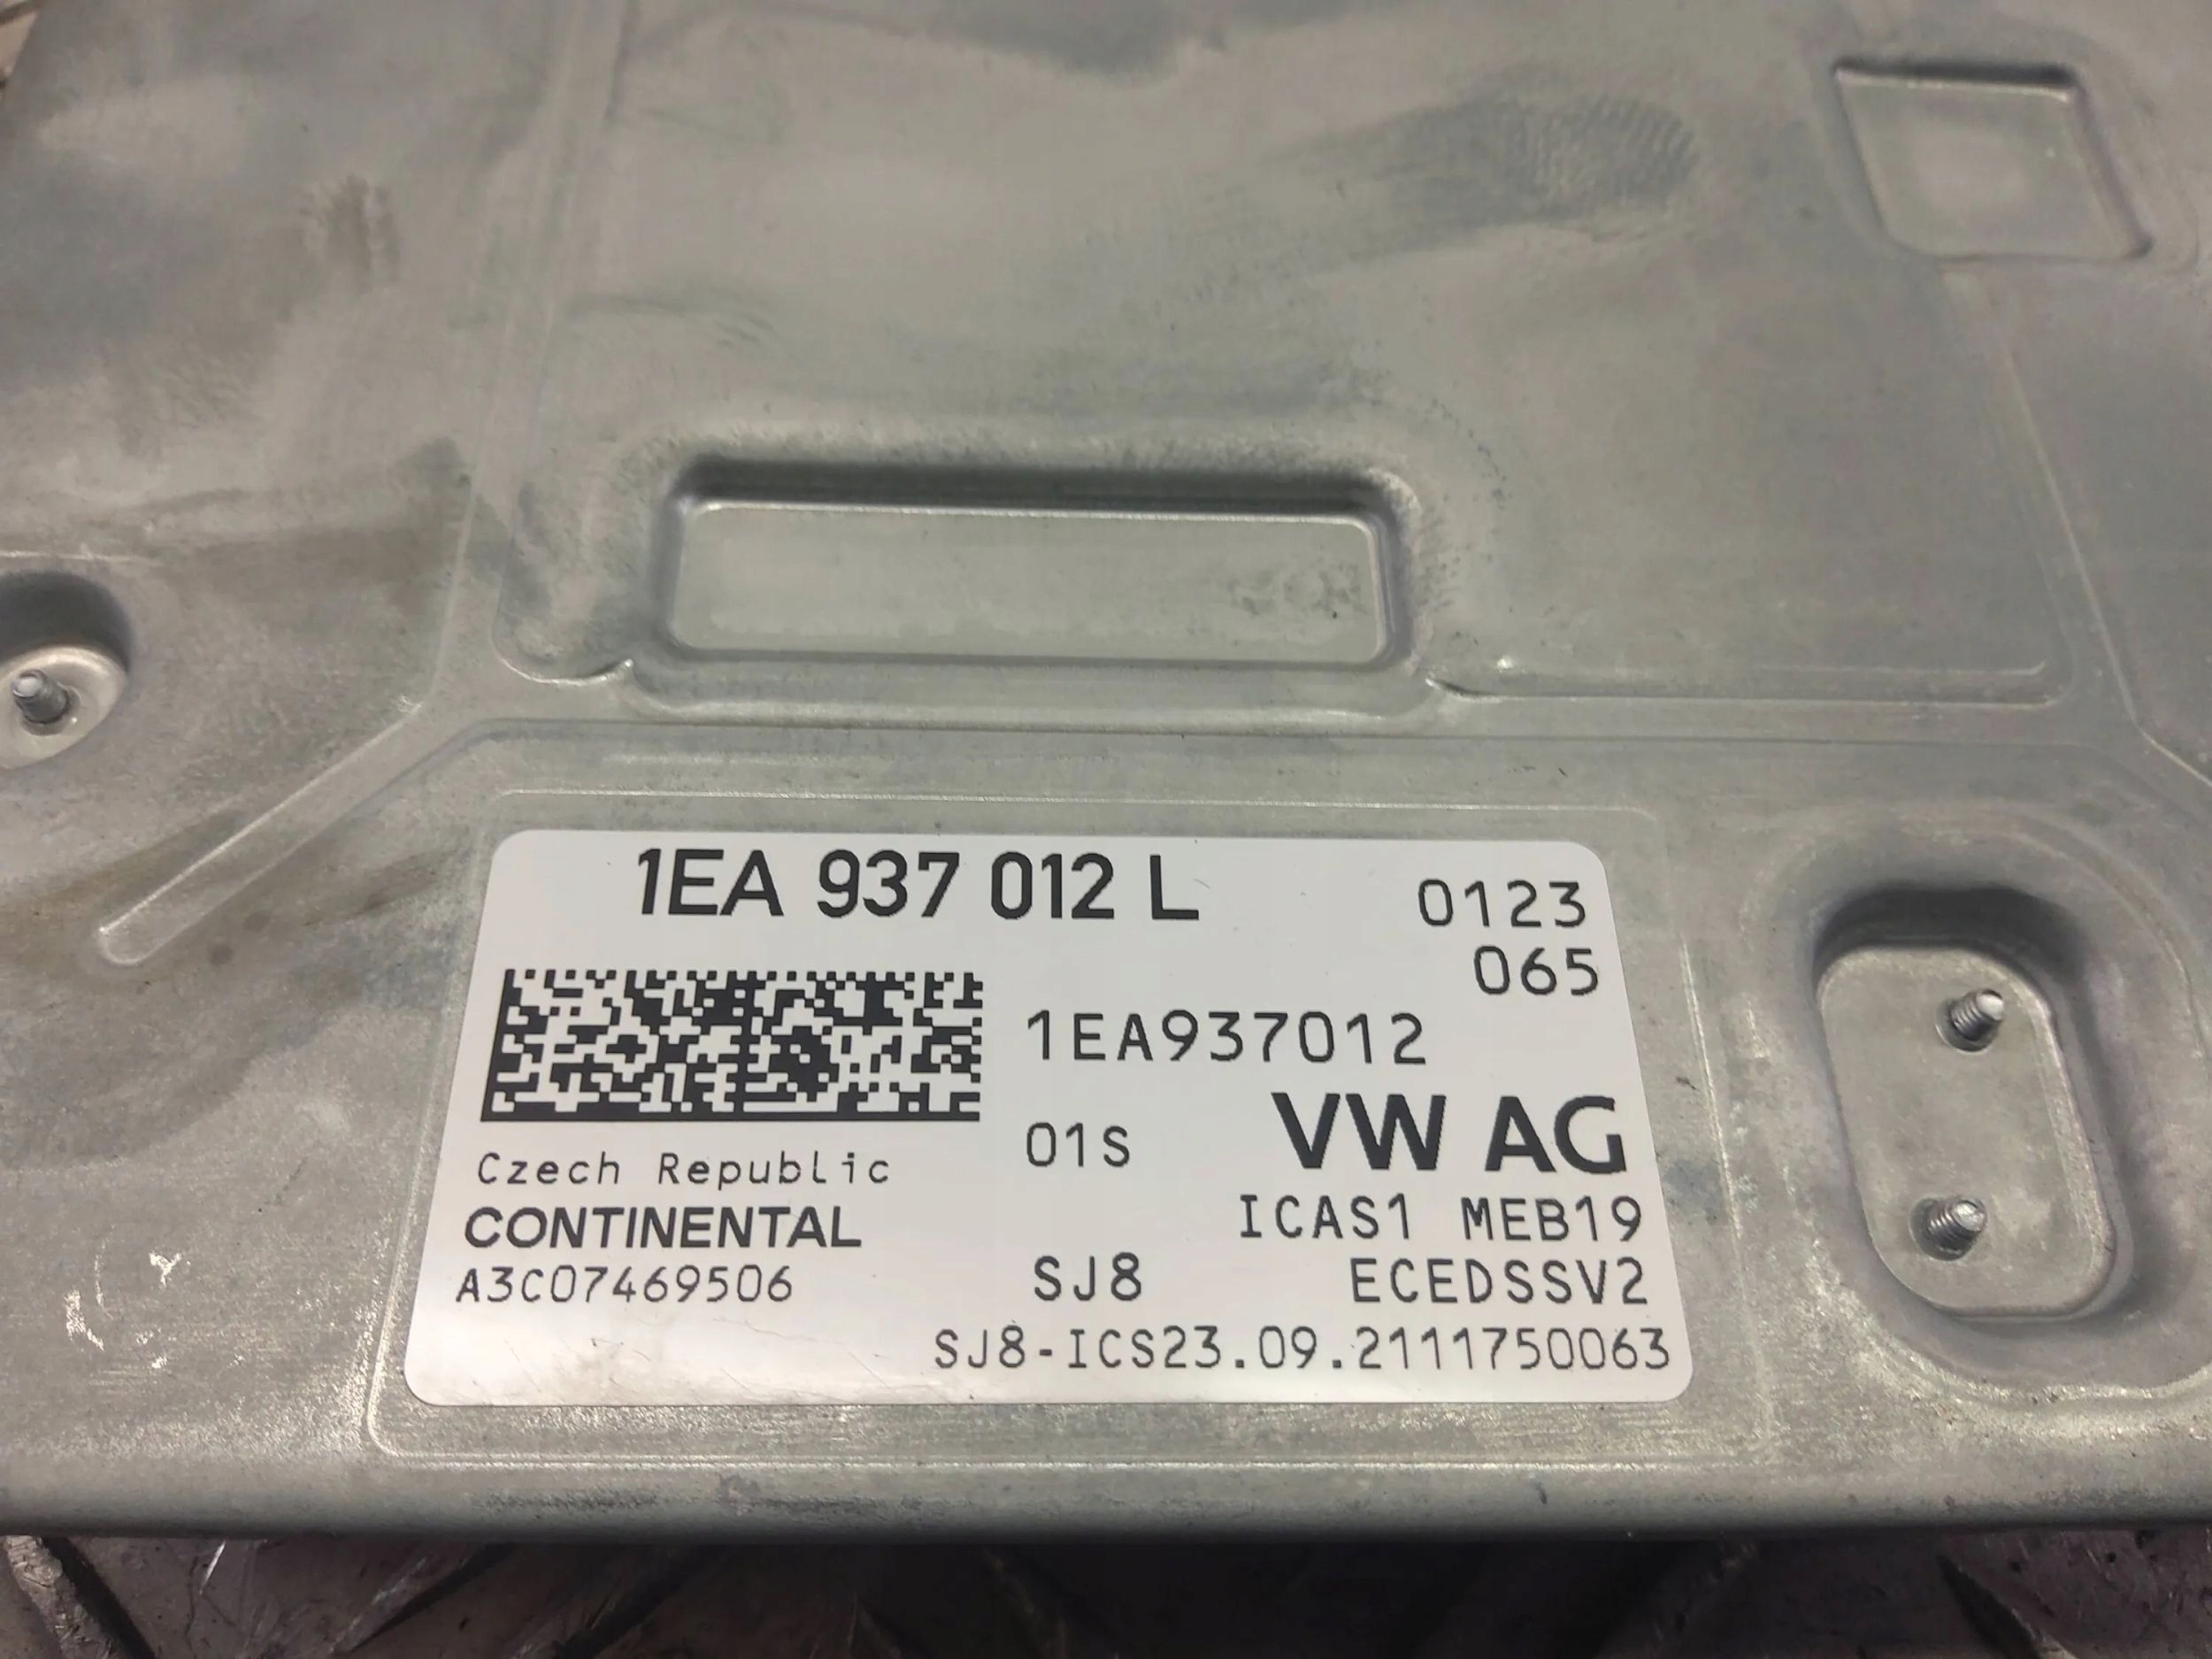 1EA 937 012 L
0123
065
1EA937012
01S
VW AG
Czech Republic
ICAS1 MEB19
CONTINENTAL
A3C07469506
SJ8
ECEDSSV2
SJ8-ICS23.09.2111750063